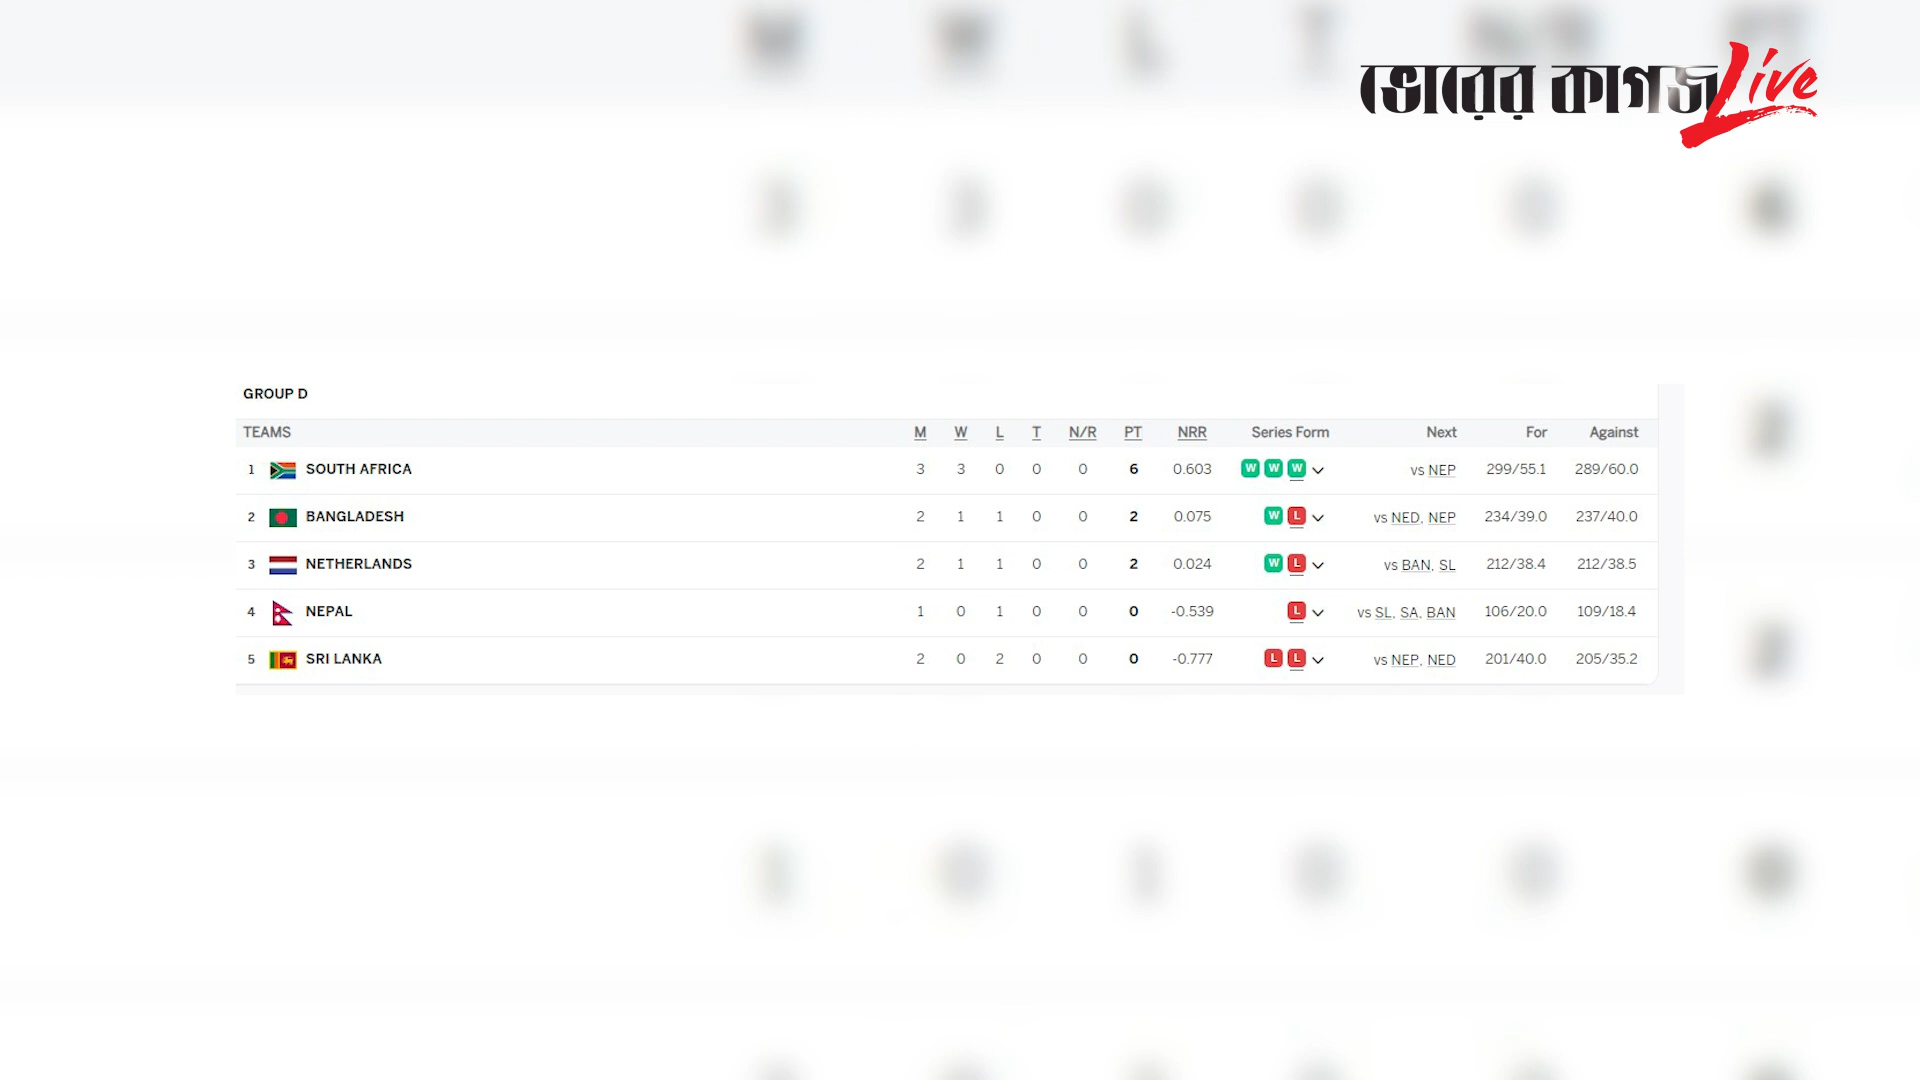 ভোরের কাগজ Live
GROUP D
TEAMS M W L T N/R PT NRR Series Form Next For Against
1 SOUTH AFRICA 3 3 0 0 0 6 0.603 W W W vs NEP 299/55.1 289/60.0
2 BANGLADESH 2 1 1 0 0 2 0.075 W L vs NED, NEP 234/39.0 237/40.0
3 NETHERLANDS 2 1 1 0 0 2 0.024 W L vs BAN, SL 212/38.4 212/38.5
4 NEPAL 1 0 1 0 0 0 -0.539 L vs SL, SA, BAN 106/20.0 109/18.4
5 SRI LANKA 2 0 2 0 0 0 -0.777 L L vs NEP, NED 201/40.0 205/35.2